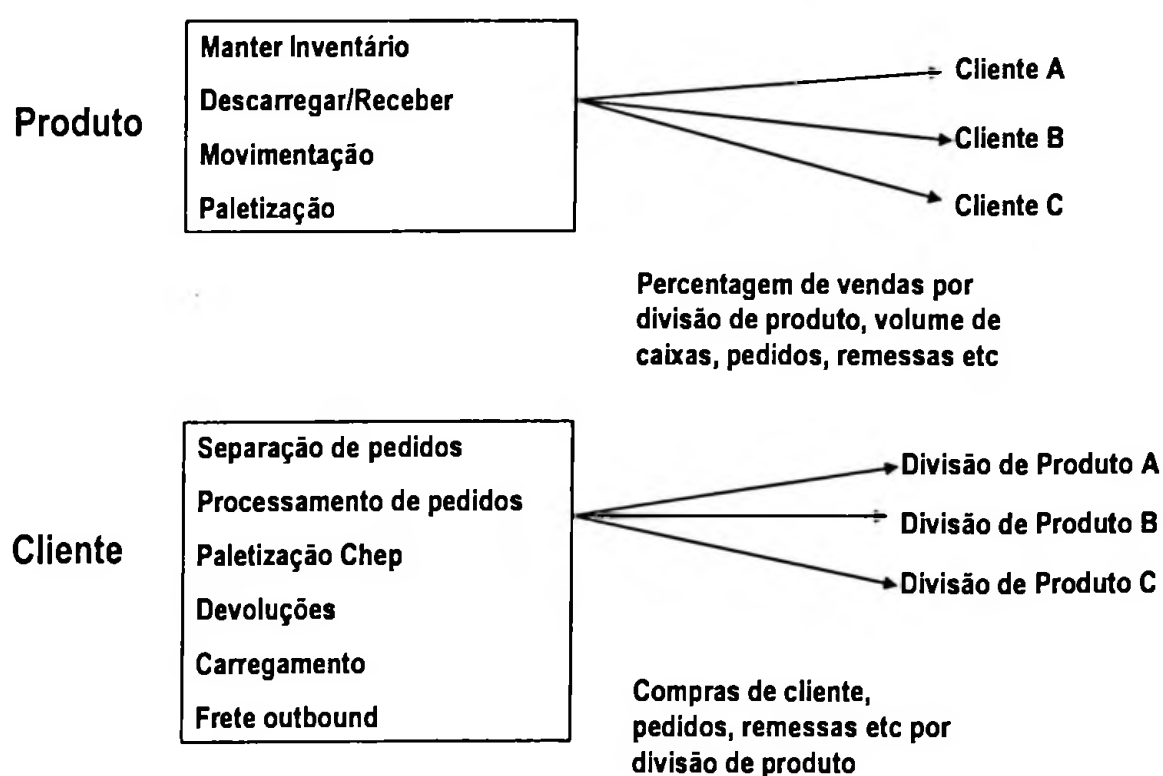 Produto
Manter Inventário
Descarregar/Receber
Movimentação
Paletização
Cliente A
Cliente B
Cliente C
Percentagem de vendas por
divisão de produto, volume de
caixas, pedidos, remessas etc
Cliente
Separação de pedidos
Processamento de pedidos
Paletização Chep
Devoluções
Carregamento
Frete outbound
Divisão de Produto A
Divisão de Produto B
Divisão de Produto C
Compras de cliente,
pedidos, remessas etc por
divisão de produto